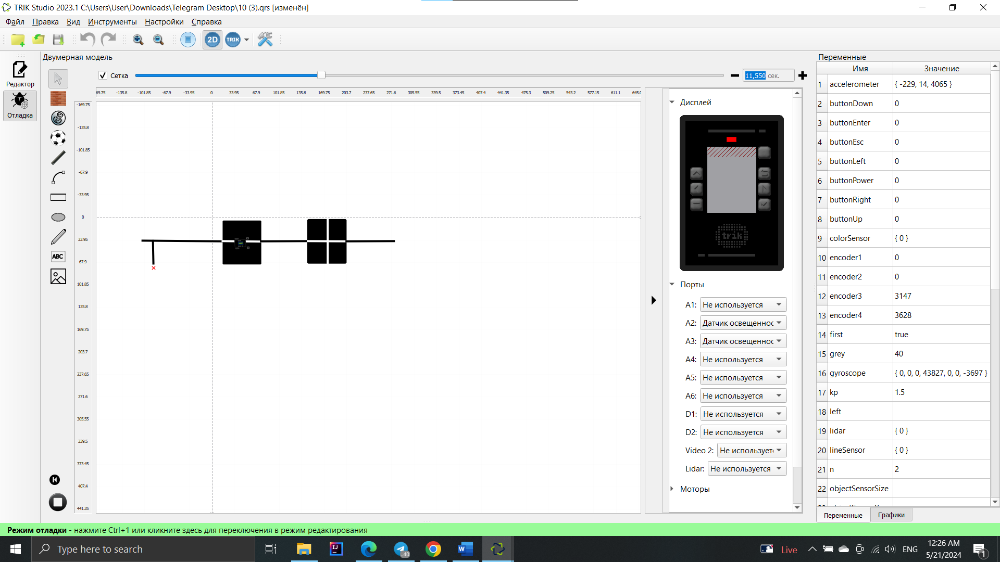 TRIK Studio 2023.1 C:\Users\User\Downloads\Telegram Desktop\10 (3).qrs [изменён]
Файл Правка Вид Инструменты Настройки Справка
2D TRIK
Редактор
Отладка
Двумерная модель
Сетка
11,550 сек.
69.75 -135.8 -101.85 -67.9 -33.95 0 33.95 67.9 101.85 135.8 169.75 203.7 237.65 271.6 305.55 339.5 373.45 407.4 441.35 475.3 509.25 543.2 577.15 611.1 645.0
-169.75
-135.8
-101.85
-67.9
-33.95
0
33.95
67.9
101.85
135.8
169.75
203.7
237.65
271.6
305.55
339.5
373.45
407.4
441.35
ABC
Дисплей
trik
Порты
A1: Не используется
A2: Датчик освещеннос
A3: Датчик освещеннос
A4: Не используется
A5: Не используется
A6: Не используется
D1: Не используется
D2: Не используется
Video 2: Не используетс
Lidar: Не используется
Моторы
Переменные
Имя Значение
1 accelerometer { -229, 14, 4065 }
2 buttonDown 0
3 buttonEnter 0
4 buttonEsc 0
5 buttonLeft 0
6 buttonPower 0
7 buttonRight 0
8 buttonUp 0
9 colorSensor { 0 }
10 encoder1 0
11 encoder2 0
12 encoder3 3147
13 encoder4 3628
14 first true
15 grey 40
16 gyroscope { 0, 0, 0, 43827, 0, 0, -3697 }
17 kp 1.5
18 left
19 lidar { 0 }
20 lineSensor { 0 }
21 n 2
22 objectSensorSize
Переменные Графики
Режим отладки - нажмите Ctrl+1 или кликните здесь для переключения в режим редактирования
Type here to search
IJ
..40
W
Live
ENG
12:26 AM
5/21/2024
1